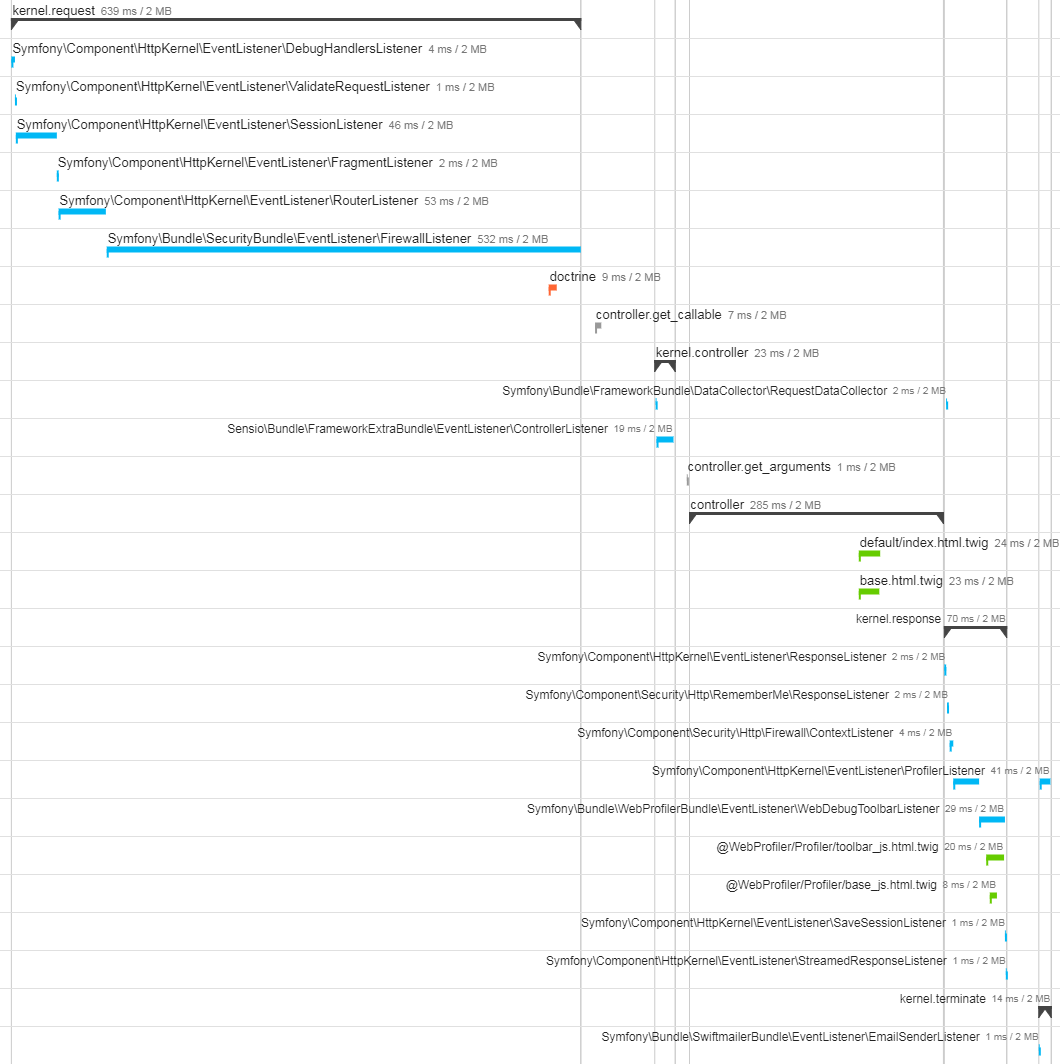 kernel.request 639 ms / 2 MB
Symfony\Component\HttpKernel\EventListener\DebugHandlersListener 4 ms / 2 MB
Symfony\Component\HttpKernel\EventListener\ValidateRequestListener 1 ms / 2 MB
Symfony\Component\HttpKernel\EventListener\SessionListener 46 ms / 2 MB
Symfony\Component\HttpKernel\EventListener\FragmentListener 2 ms / 2 MB
Symfony\Component\HttpKernel\EventListener\RouterListener 53 ms / 2 MB
Symfony\Bundle\SecurityBundle\EventListener\FirewallListener 532 ms / 2 MB
doctrine 9 ms / 2 MB
controller.get_callable 7 ms / 2 MB
kernel.controller 23 ms / 2 MB
Symfony\Bundle\FrameworkBundle\DataCollector\RequestDataCollector 2 ms / 2 MB
Sensio\Bundle\FrameworkExtraBundle\EventListener\ControllerListener 19 ms / 2 MB
controller.get_arguments 1 ms / 2 MB
controller 285 ms / 2 MB
default/index.html.twig 24 ms / 2 MB
base.html.twig 23 ms / 2 MB
kernel.response 70 ms / 2 MB
Symfony\Component\HttpKernel\EventListener\ResponseListener 2 ms / 2 MB
Symfony\Component\Security\Http\RememberMe\ResponseListener 2 ms / 2 MB
Symfony\Component\Security\Http\Firewall\ContextListener 4 ms / 2 MB
Symfony\Component\HttpKernel\EventListener\ProfilerListener 41 ms / 2 MB
Symfony\Bundle\WebProfilerBundle\EventListener\WebDebugToolbarListener 29 ms / 2 MB
@WebProfiler/Profiler/toolbar_js.html.twig 20 ms / 2 MB
@WebProfiler/Profiler/base_js.html.twig 8 ms / 2 MB
Symfony\Component\HttpKernel\EventListener\SaveSessionListener 1 ms / 2 MB
Symfony\Component\HttpKernel\EventListener\StreamedResponseListener 1 ms / 2 MB
kernel.terminate 14 ms / 2 MB
Symfony\Bundle\SwiftmailerBundle\EventListener\EmailSenderListener 1 ms / 2 MB